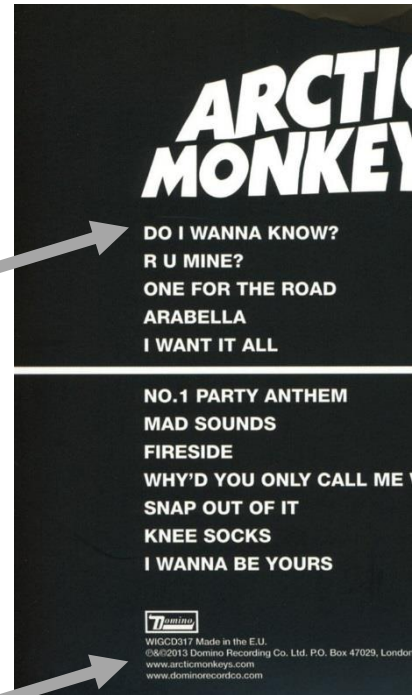 ARCTI
MONKEY
DO I WANNA KNOW?
R U MINE?
ONE FOR THE ROAD
ARABELLA
I WANT IT ALL
NO.1 PARTY ANTHEM
MAD SOUNDS
FIRESIDE
WHY'D YOU ONLY CALL ME
SNAP OUT OF IT
KNEE SOCKS
I WANNA BE YOURS
Domino
WIGCD317 Made in the E.U.
℗&©2013 Domino Recording Co. Ltd. P.O. Box 47029, London
www.arcticmonkeys.com
www.dominorecordco.com